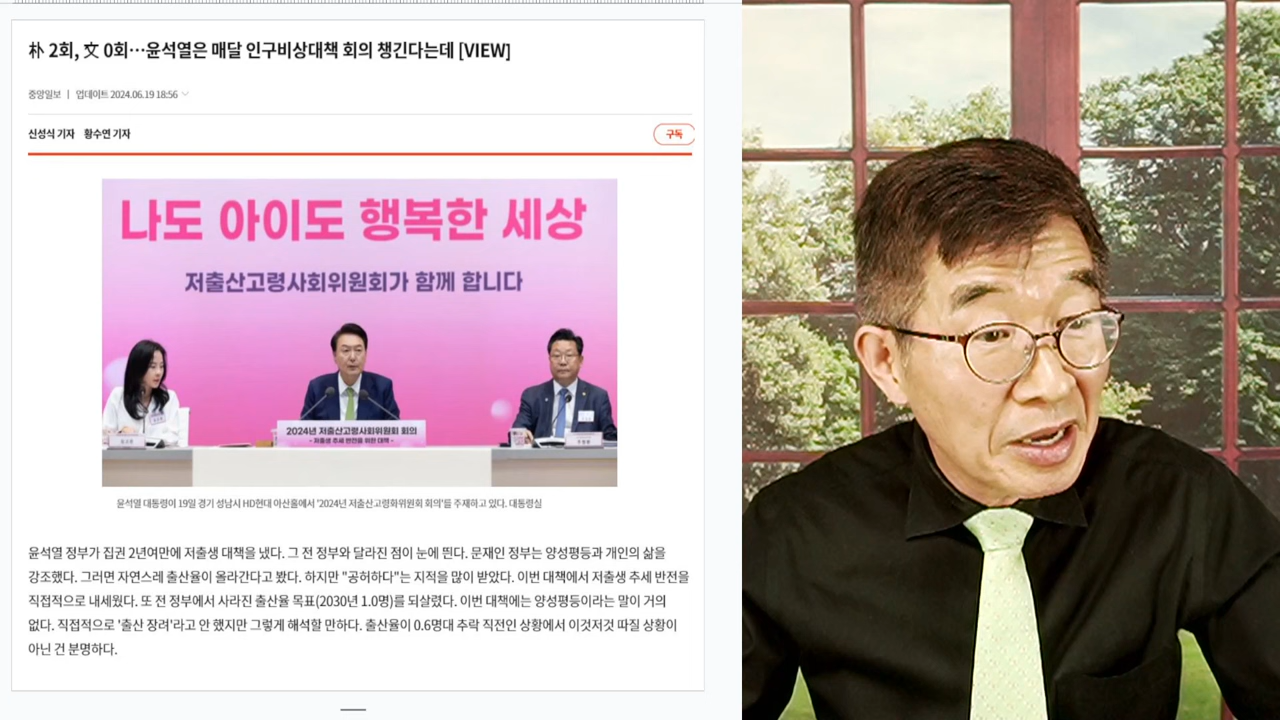 朴 2회, 文 0회…윤석열은 매달 인구비상대책 회의 챙긴다는데 [VIEW]
중앙일보 | 업데이트 2024.06.19 18:56
신성식 기자 황수연 기자
구독
나도 아이도 행복한 세상
저출산고령사회위원회가 함께 합니다
2024년 저출산고령사회위원회 회의
- 저출생 추세 반전을 위한 대책 -
윤석열 대통령이 19일 경기 성남시 HD현대 아산홀에서 '2024년 저출산고령화위원회 회의'를 주재하고 있다. 대통령실
윤석열 정부가 집권 2년여만에 저출생 대책을 냈다. 그 전 정부와 달라진 점이 눈에 띈다. 문재인 정부는 양성평등과 개인의 삶을
강조했다. 그러면 자연스레 출산율이 올라간다고 봤다. 하지만 "공허하다"는 지적을 많이 받았다. 이번 대책에서 저출생 추세 반전을
직접적으로 내세웠다. 또 전 정부에서 사라진 출산율 목표(2030년 1.0명)를 되살렸다. 이번 대책에는 양성평등이라는 말이 거의
없다. 직접적으로 '출산 장려'라고 안 했지만 그렇게 해석할 만하다. 출산율이 0.6명대 추락 직전인 상황에서 이것저것 따질 상황이
아닌 건 분명하다.